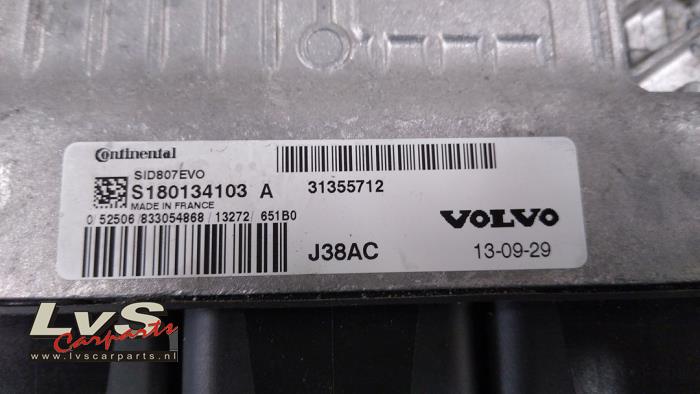 Continental
SID807EVO
S180134103 A
MADE IN FRANCE
31355712
0/52506/833054868/13272/651B0
VOLVO
J38AC
13-09-29
LvS
Carparts
www.lvscarparts.nl